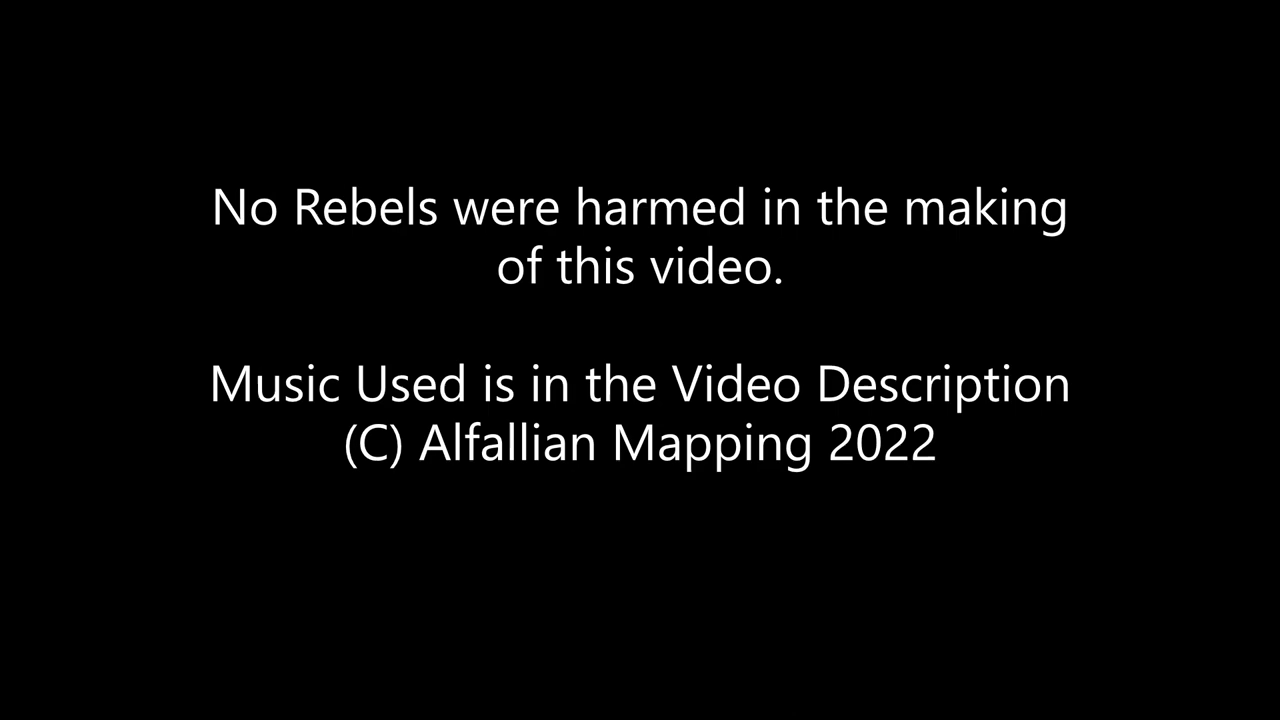 No Rebels were harmed in the making
of this video.
Music Used is in the Video Description
(C) Alfallian Mapping 2022